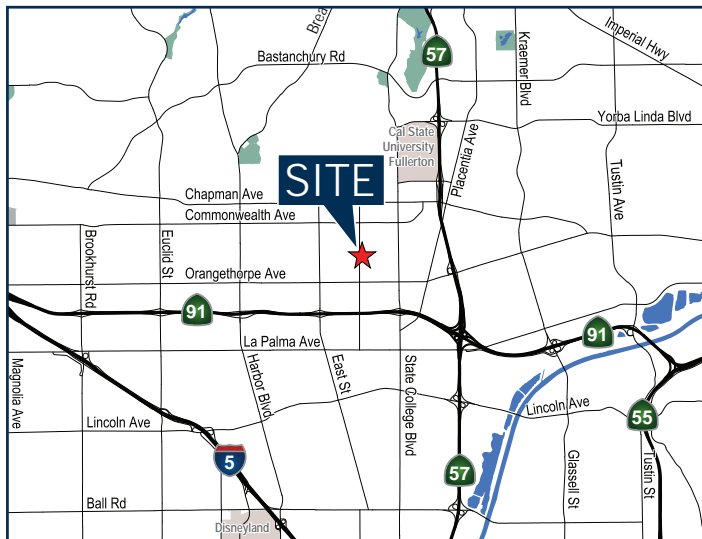 Brea
Imperial Hwy
Kraemer Blvd
57
Bastanchury Rd
Yorba Linda Blvd
Cal State
University
Fullerton
Placentia Ave
Tustin Ave
SITE
Chapman Ave
Commonwealth Ave
Brookhurst Rd
Euclid St
Orangethorpe Ave
91
91
La Palma Ave
Magnolia Ave
Harbor Blvd
East St
State College Blvd
Lincoln Ave
Lincoln Ave
55
5
57
Glassell St
Tustin St
Ball Rd
Disneyland